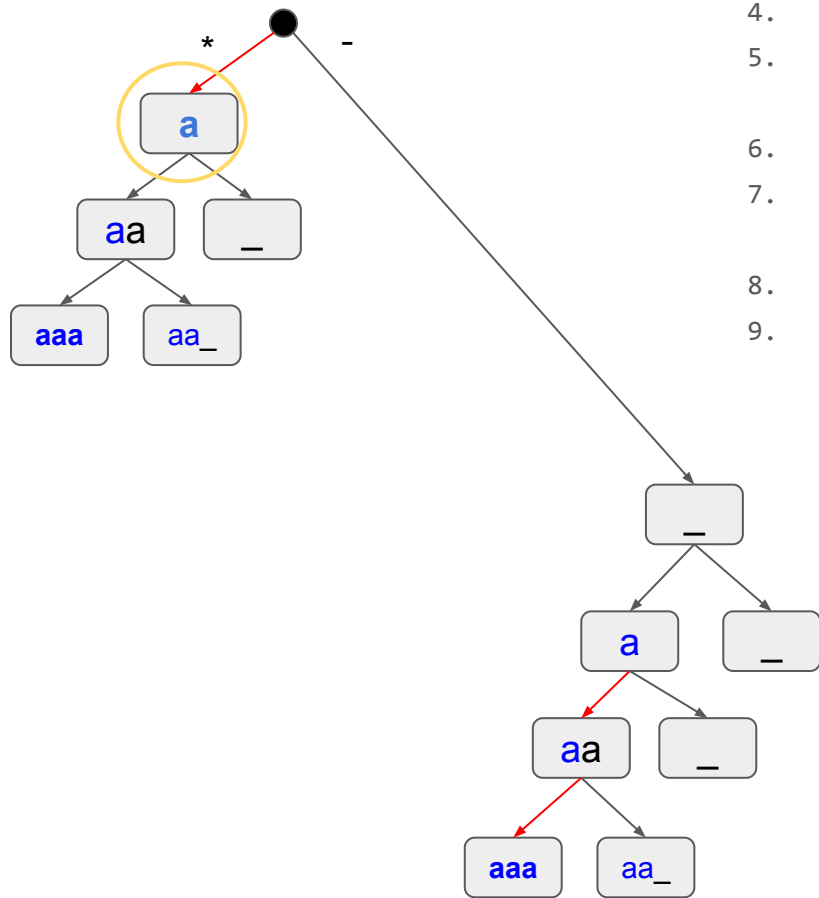 4.
* -
5.
a
6.
7.
aa _
8.
aaa aa_
9.
_
a _
aa _
aaa aa_